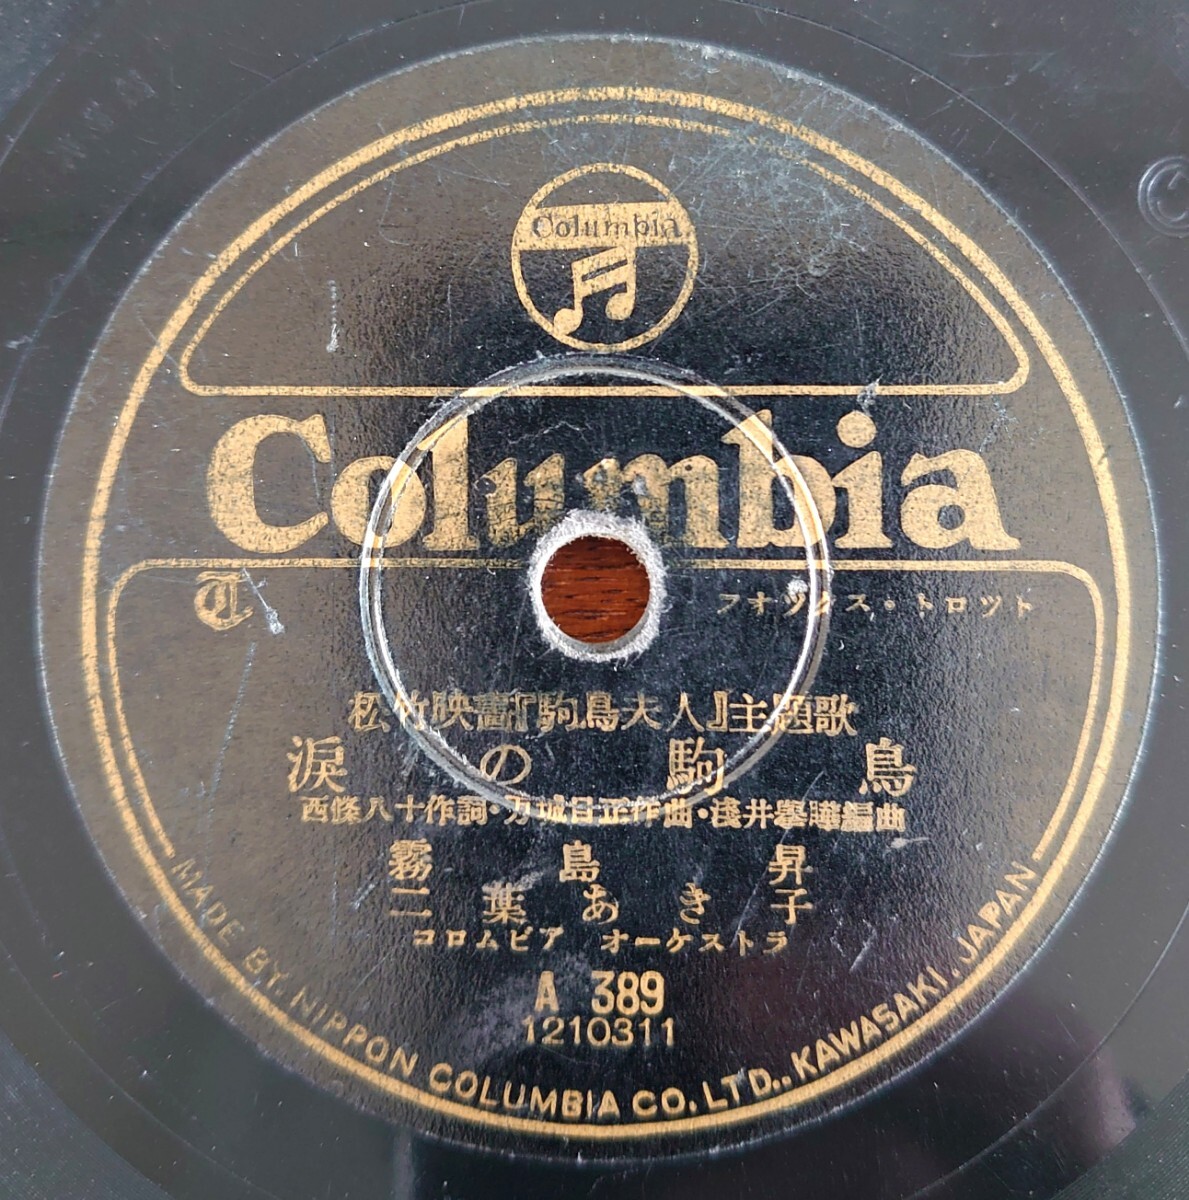 Columbia
Columbia
T
フオツクス・トロツト
松竹映畫『駒鳥夫人』主題歌
涙の駒鳥
西條八十作詞・万城目正作曲・淺井擧曄編曲
霧島昇
二葉あき子
コロムビア オーケストラ
A 389
1210311
MADE BY, NIPPON COLUMBIA CO., LTD., KAWASAKI, JAPAN